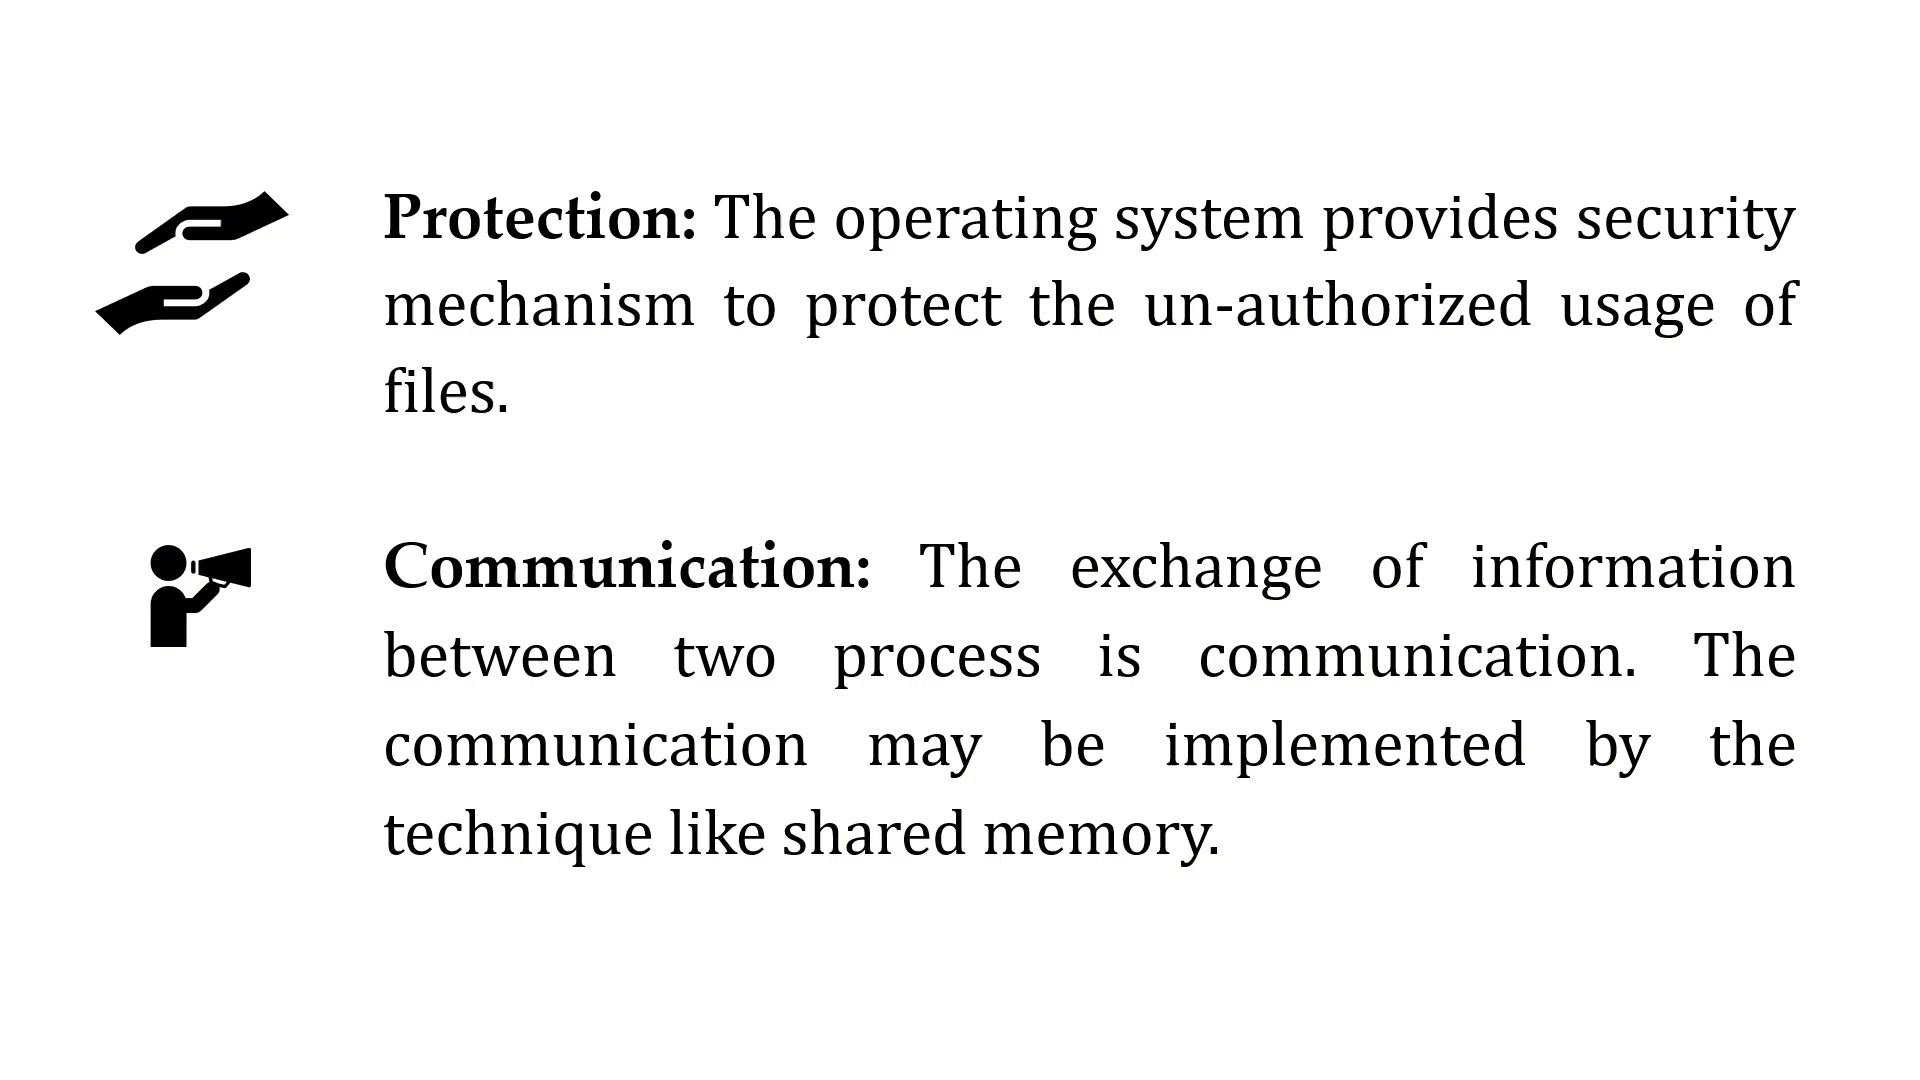 Protection: The operating system provides security
mechanism to protect the un-authorized usage of
files.
Communication: The exchange of information
between two process is communication. The
communication may be implemented by the
technique like shared memory.